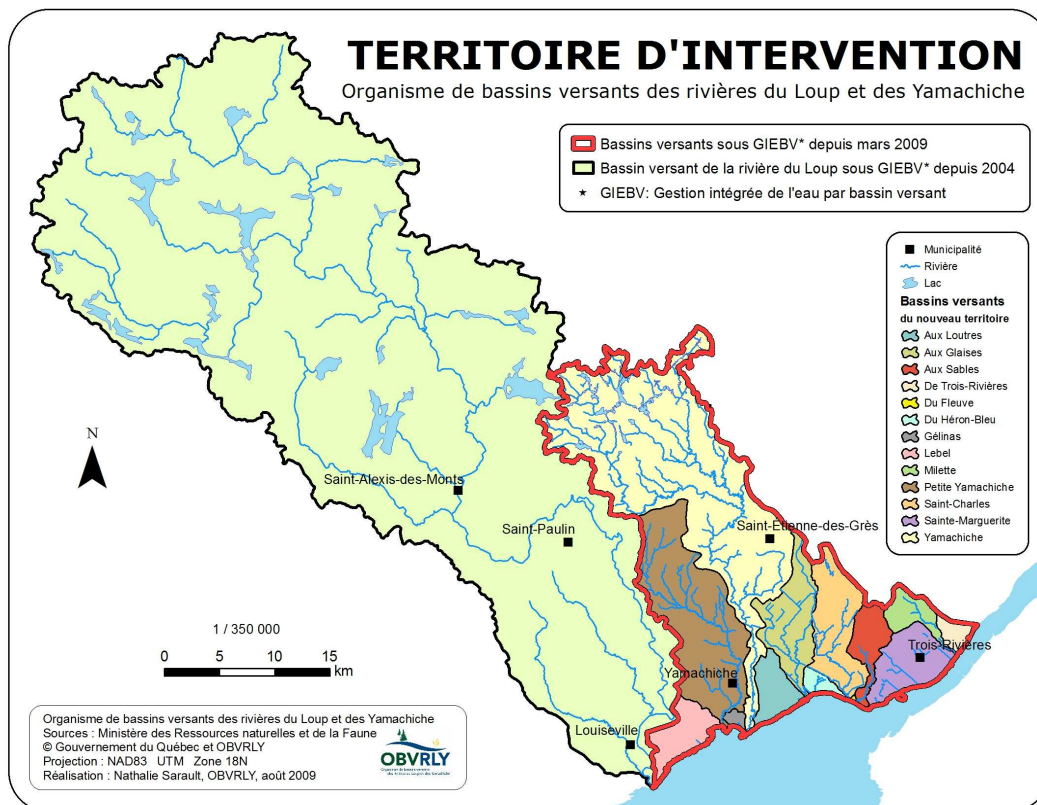 TERRITOIRE D'INTERVENTION
Organisme de bassins versants des rivières du Loup et des Yamachiche
Bassins versants sous GIEBV* depuis mars 2009
Bassin versant de la rivière du Loup sous GIEBV* depuis 2004
★ GIEBV: Gestion intégrée de l'eau par bassin versant
Municipalité
Rivière
Lac
Bassins versants
du nouveau territoire
Aux Loutres
Aux Glaises
Aux Sables
De Trois-Rivières
Du Fleuve
Du Héron-Bleu
Gélinas
Lebel
Milette
Petite Yamachiche
Saint-Charles
Sainte-Marguerite
Yamachiche
N
Saint-Alexis-des-Monts
Saint-Paulin
Saint-Etienne-des-Grès
Trois-Rivières
Yamachiche
Louiseville
1 / 350 000
0 5 10 15
km
Organisme de bassins versants des rivières du Loup et des Yamachiche
Sources : Ministère des Ressources naturelles et de la Faune
© Gouvernement du Québec et OBVRLY
Projection : NAD83 UTM Zone 18N
Réalisation : Nathalie Sarault, OBVRLY, août 2009
OBVRLY